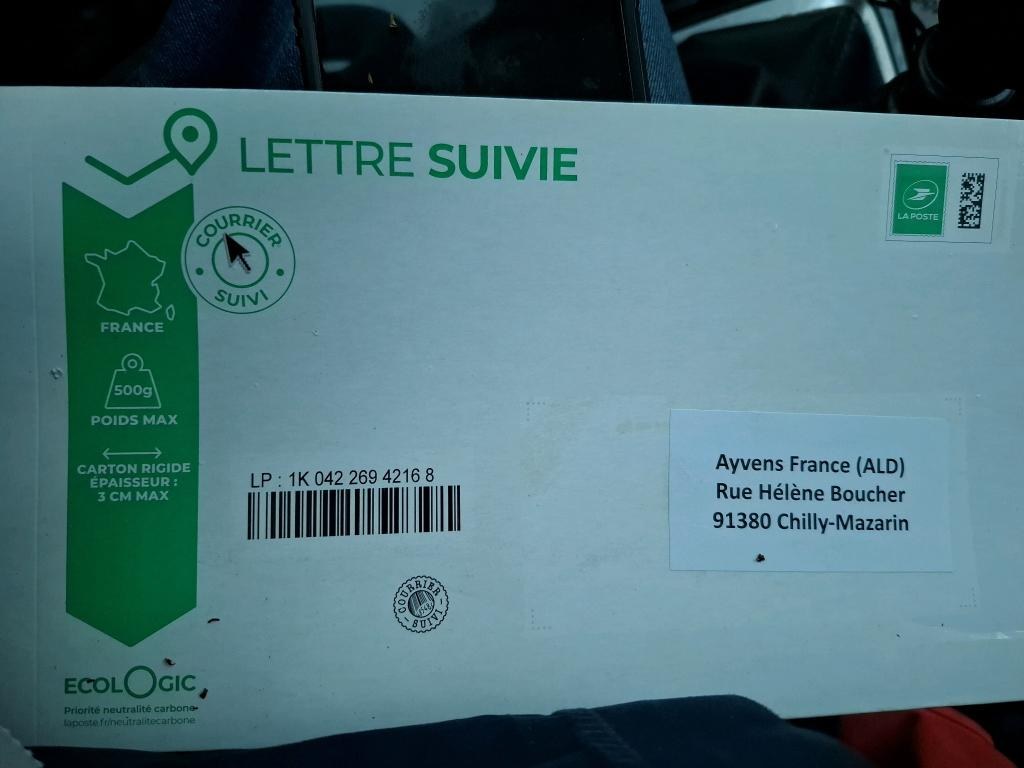 LETTRE SUIVIE
LA POSTE
COURRIER
SUIVI
FRANCE
500g
POIDS MAX
CARTON RIGIDE
ÉPAISSEUR :
3 CM MAX
LP : 1K 042 269 4216 8
Ayvens France (ALD)
Rue Hélène Boucher
91380 Chilly-Mazarin
COURRIER
SUIVI
ECOLOGIC
Priorité neutralité carbone
laposte.fr/neutralitecarbone